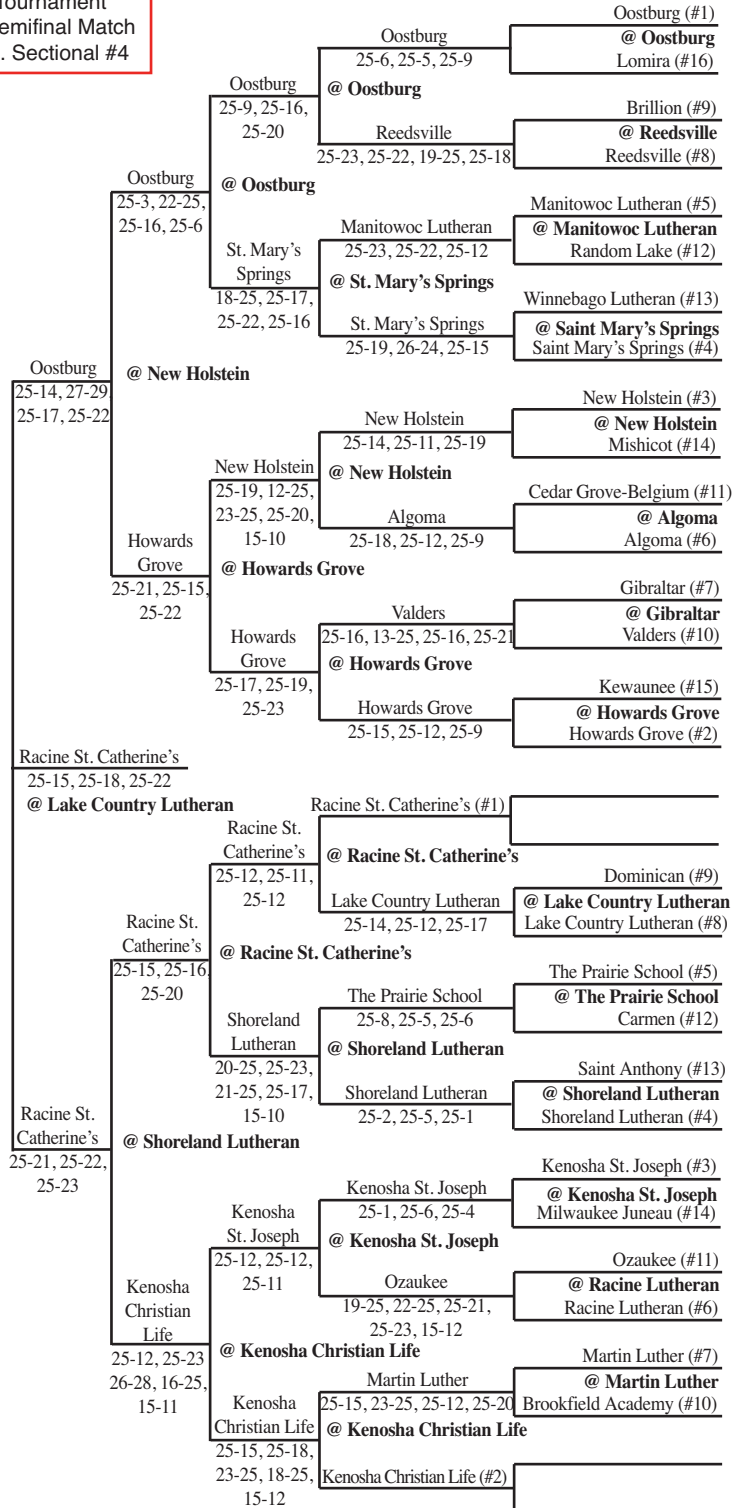 Tournament
emifinal Match
. Sectional #4
Oostburg (#1)
@ Oostburg
Lomira (#16)
Oostburg
25-6, 25-5, 25-9
@ Oostburg
Brillion (#9)
@ Reedsville
Reedsville (#8)
Reedsville
25-23, 25-22, 19-25, 25-18
Oostburg
25-9, 25-16,
25-20
@ Oostburg
Manitowoc Lutheran (#5)
@ Manitowoc Lutheran
Random Lake (#12)
Manitowoc Lutheran
25-23, 25-22, 25-12
@ St. Mary's Springs
Winnebago Lutheran (#13)
@ Saint Mary's Springs
Saint Mary's Springs (#4)
St. Mary's Springs
25-19, 26-24, 25-15
St. Mary's
Springs
18-25, 25-17,
25-22, 25-16
Oostburg
25-3, 22-25,
25-16, 25-6
@ New Holstein
New Holstein (#3)
@ New Holstein
Mishicot (#14)
New Holstein
25-14, 25-11, 25-19
@ New Holstein
Cedar Grove-Belgium (#11)
@ Algoma
Algoma (#6)
Algoma
25-18, 25-12, 25-9
New Holstein
25-19, 12-25,
23-25, 25-20,
15-10
@ Howards Grove
Gibraltar (#7)
@ Gibraltar
Valders (#10)
Valders
25-16, 13-25, 25-16, 25-21
@ Howards Grove
Kewaunee (#15)
@ Howards Grove
Howards Grove (#2)
Howards Grove
25-15, 25-12, 25-9
Howards
Grove
25-17, 25-19,
25-23
Howards
Grove
25-21, 25-15,
25-22
Oostburg
25-14, 27-29,
25-17, 25-22
Racine St. Catherine's
25-15, 25-18, 25-22
@ Lake Country Lutheran
Racine St. Catherine's (#1)
@ Racine St. Catherine's
Dominican (#9)
@ Lake Country Lutheran
Lake Country Lutheran (#8)
Lake Country Lutheran
25-14, 25-12, 25-17
Racine St.
Catherine's
25-12, 25-11,
25-12
@ Racine St. Catherine's
The Prairie School (#5)
@ The Prairie School
Carmen (#12)
The Prairie School
25-8, 25-5, 25-6
@ Shoreland Lutheran
Saint Anthony (#13)
@ Shoreland Lutheran
Shoreland Lutheran (#4)
Shoreland Lutheran
25-2, 25-5, 25-1
Shoreland
Lutheran
20-25, 25-23,
21-25, 25-17,
15-10
Racine St.
Catherine's
25-15, 25-16,
25-20
@ Shoreland Lutheran
Racine St.
Catherine's
25-21, 25-22,
25-23
Kenosha St. Joseph (#3)
@ Kenosha St. Joseph
Milwaukee Juneau (#14)
Kenosha St. Joseph
25-1, 25-6, 25-4
@ Kenosha St. Joseph
Ozaukee (#11)
@ Racine Lutheran
Racine Lutheran (#6)
Ozaukee
19-25, 22-25, 25-21,
25-23, 15-12
Kenosha
St. Joseph
25-12, 25-12,
25-11
@ Kenosha Christian Life
Martin Luther (#7)
@ Martin Luther
Brookfield Academy (#10)
Martin Luther
25-15, 23-25, 25-12, 25-20
@ Kenosha Christian Life
Kenosha Christian Life (#2)
Kenosha
Christian Life
25-15, 25-18,
23-25, 18-25,
15-12
Kenosha
Christian
Life
25-12, 25-23
26-28, 16-25,
15-11